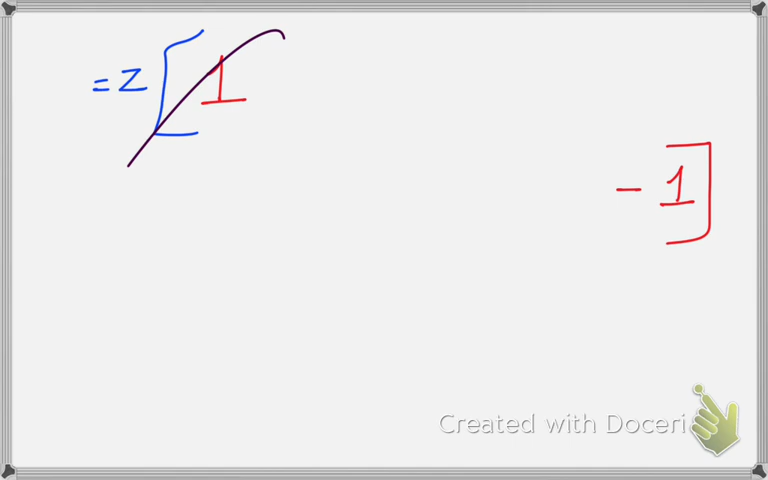 = z [ 1
- 1 ]
Created with Doceri